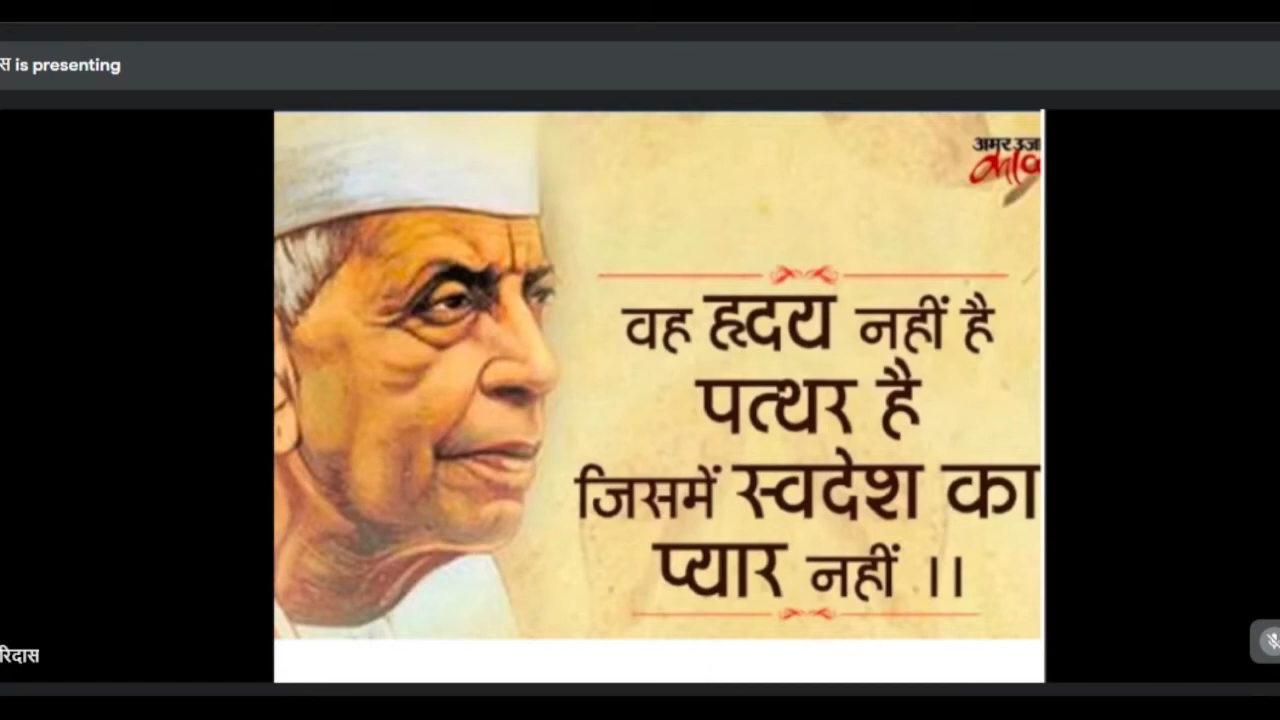 is presenting
अमर उजा
वह हृदय नहीं है
पत्थर है
जिसमें स्वदेश का
प्यार नहीं ।।
रिदास